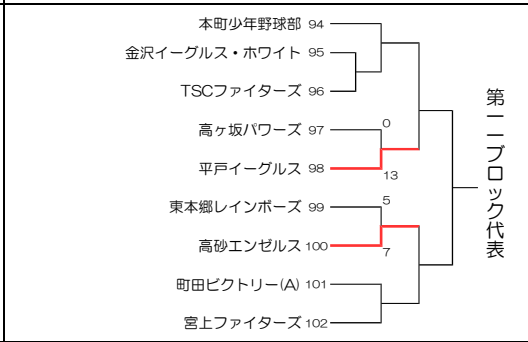 本町少年野球部 94
金沢イーグルス・ホワイト 95
TSCファイターズ 96
高ヶ坂パワーズ 97
0
平戸イーグルス 98
13
東本郷レインボーズ 99
5
高砂エンゼルス 100
7
町田ビクトリー(A) 101
宮上ファイターズ 102
第一一ブロック代表